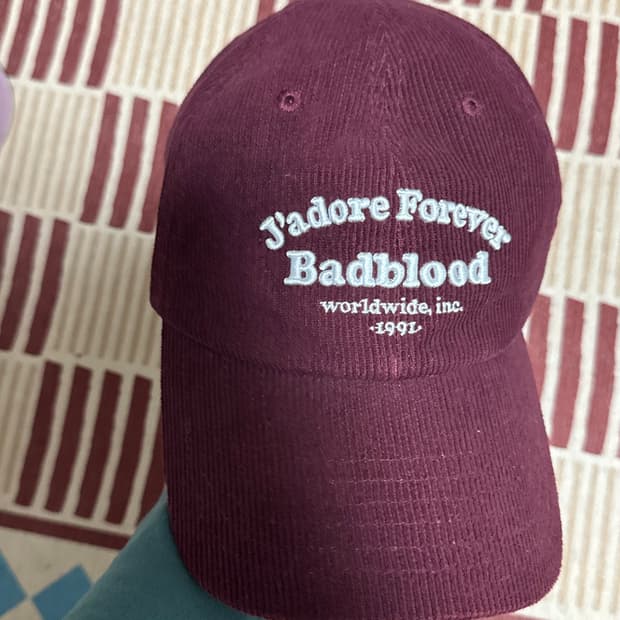 J'adore Forever
Badblood
worldwide, inc.
·1991·